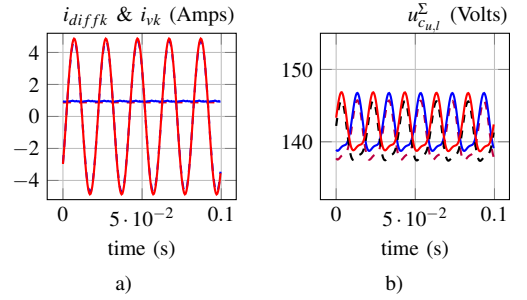 i_{diffk} & i_{vk} (Amps)
4
2
0
−2
−4
0
5 · 10^{−2}
0.1
time (s)
a)
u^{Σ}_{c_{u,l}} (Volts)
150
140
0
5 · 10^{−2}
0.1
time (s)
b)